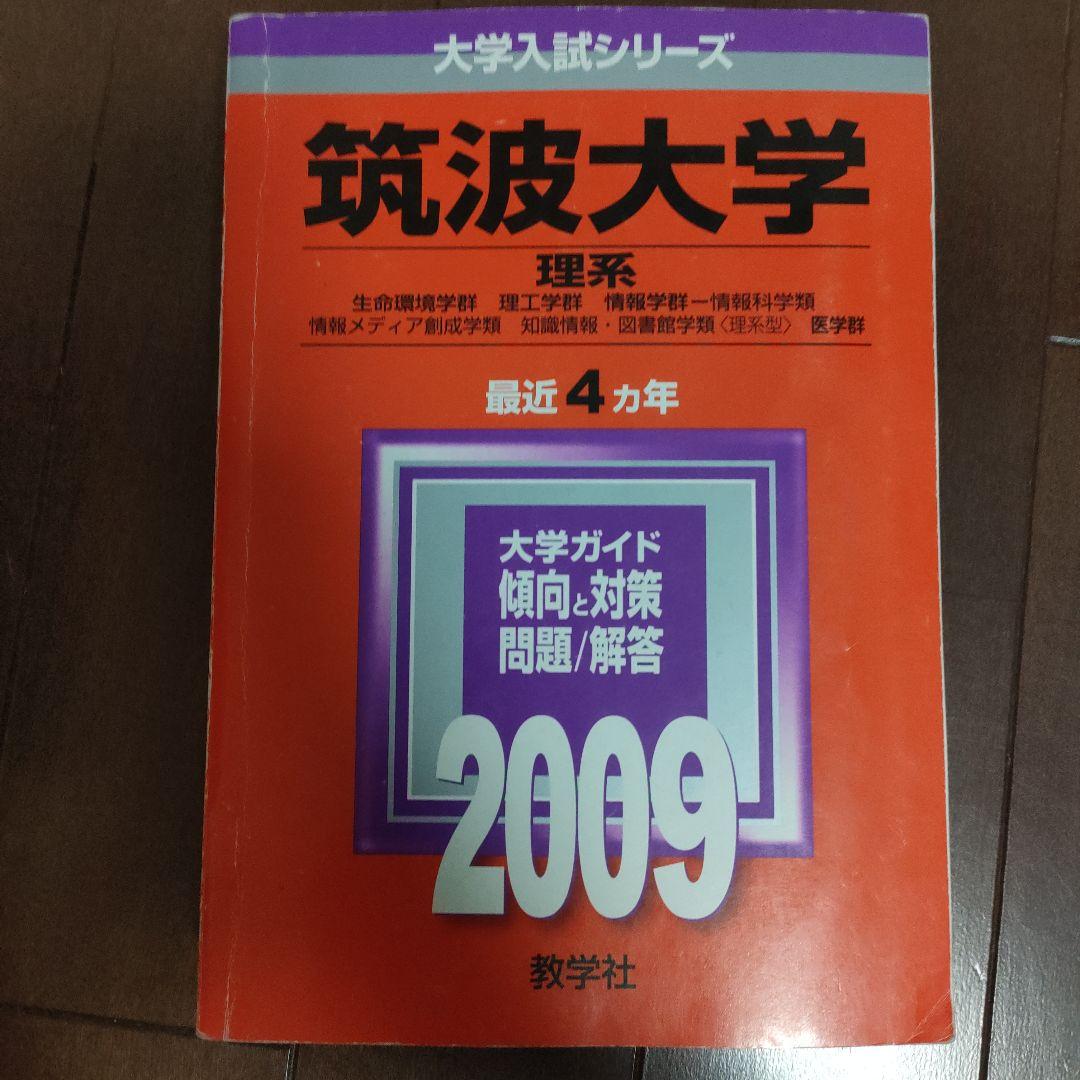 大学入試シリーズ
筑波大学
理系
生命環境学群 理工学群 情報学群－情報科学類
情報メディア創成学類 知識情報・図書館学類〈理系型〉 医学群
最近4ヵ年
大学ガイド
傾向と対策
問題/解答
2009
教学社